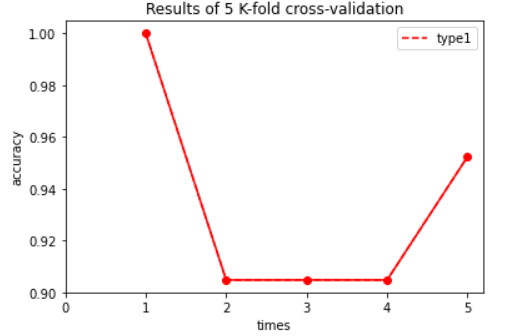 Results of 5 K-fold cross-validation
type1
1.00
0.98
0.96
0.94
0.92
0.90
accuracy
0 1 2 3 4 5
times